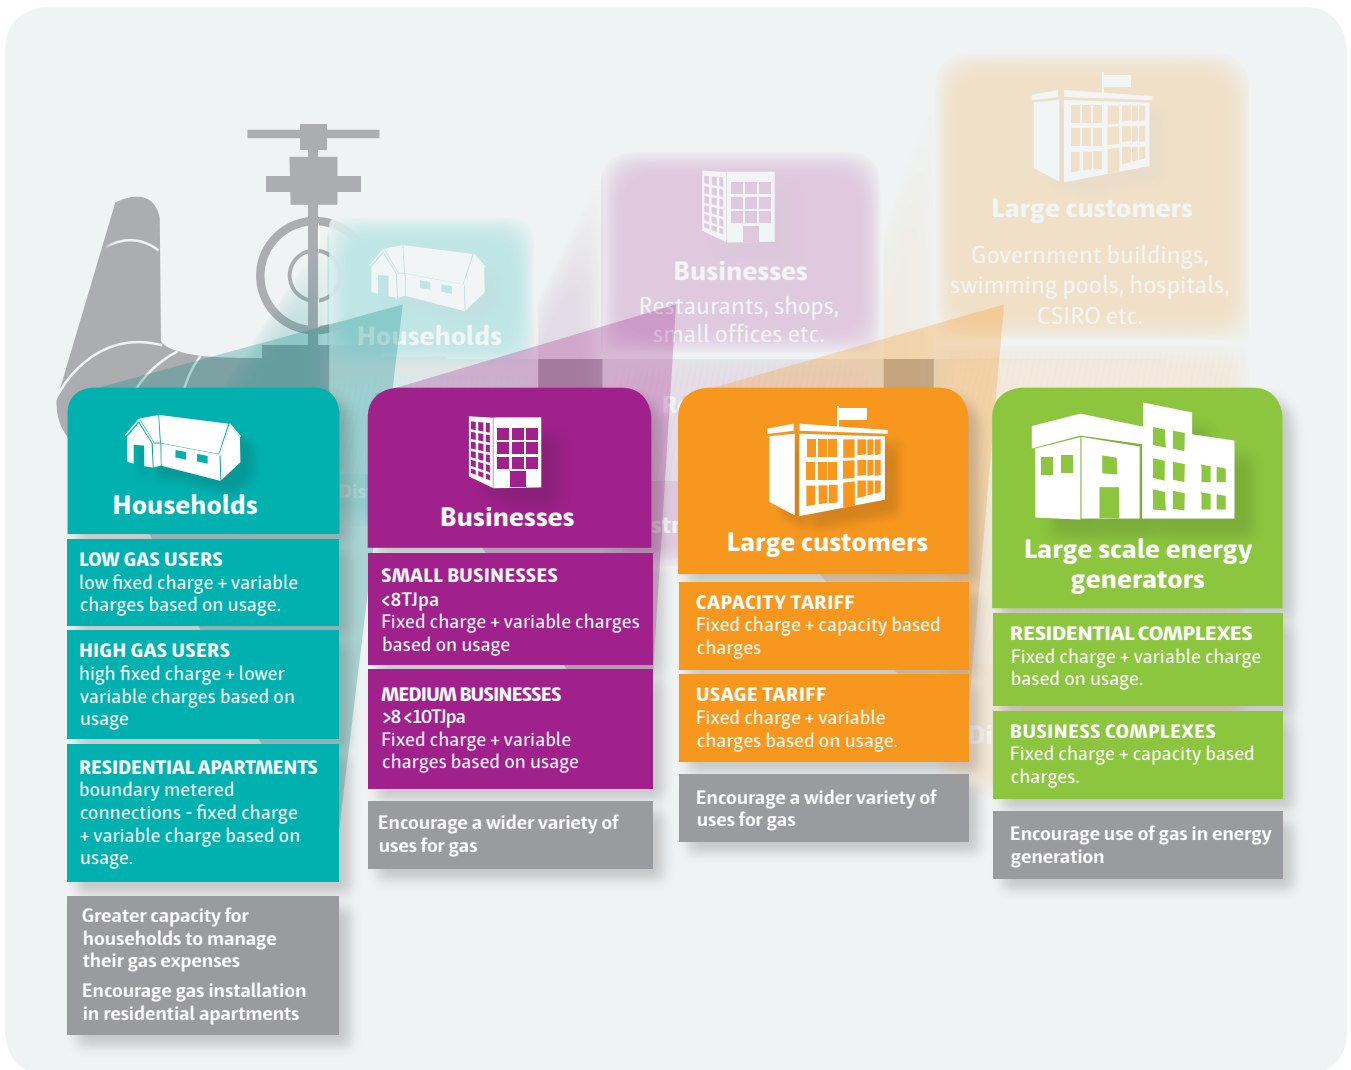 Large customers
Government buildings,
swimming pools, hospitals,
CSIRO etc.
Businesses
Restaurants, shops,
small offices etc.
Households
Households
LOW GAS USERS
low fixed charge + variable
charges based on usage.
HIGH GAS USERS
high fixed charge + lower
variable charges based on
usage
RESIDENTIAL APARTMENTS
boundary metered
connections - fixed charge
+ variable charge based on
usage.
Greater capacity for
households to manage
their gas expenses
Encourage gas installation
in residential apartments
Businesses
SMALL BUSINESSES
<8TJpa
Fixed charge + variable charges
based on usage
MEDIUM BUSINESSES
>8 <10TJpa
Fixed charge + variable
charges based on usage
Encourage a wider variety of
uses for gas
Large customers
CAPACITY TARIFF
Fixed charge + capacity based
charges
USAGE TARIFF
Fixed charge + variable
charges based on usage.
Encourage a wider variety of
uses for gas
Large scale energy
generators
RESIDENTIAL COMPLEXES
Fixed charge + variable charge
based on usage.
BUSINESS COMPLEXES
Fixed charge + capacity based
charges.
Encourage use of gas in energy
generation